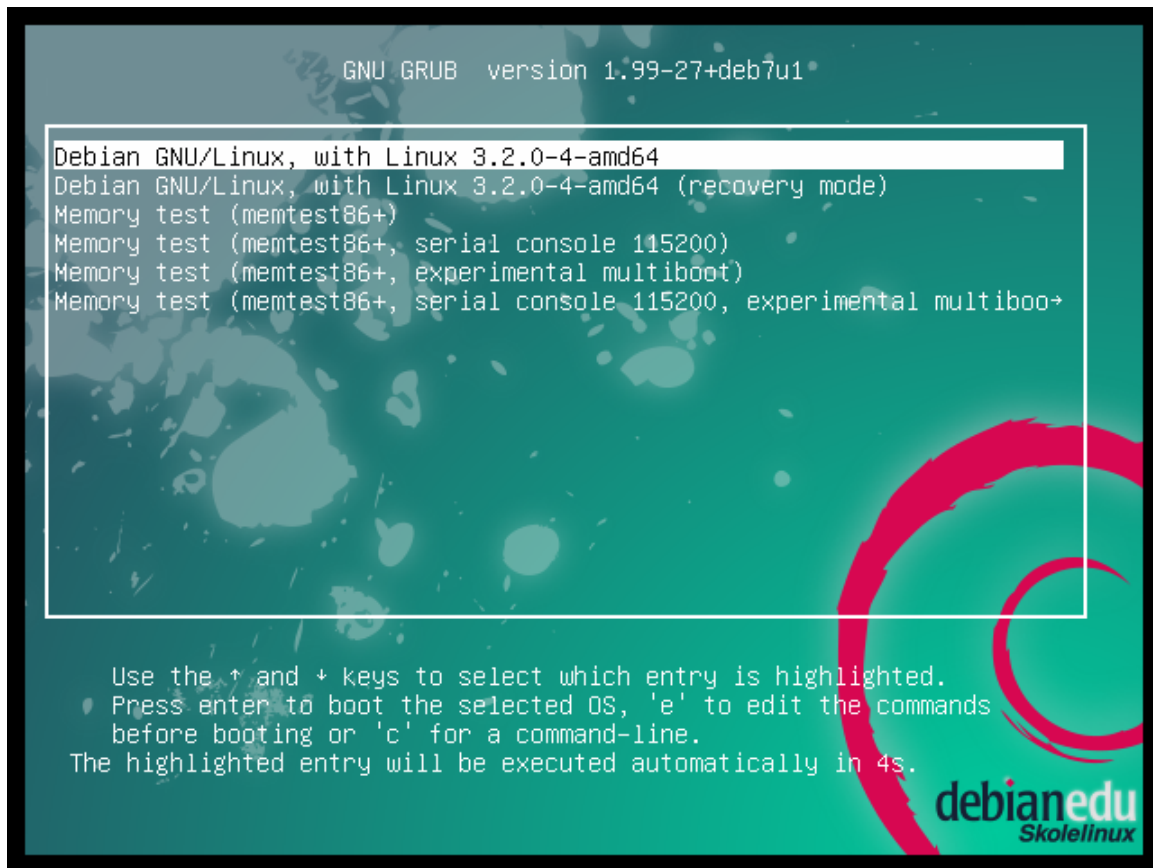 GNU GRUB  version 1.99-27+deb7u1
Debian GNU/Linux, with Linux 3.2.0-4-amd64
Debian GNU/Linux, with Linux 3.2.0-4-amd64 (recovery mode)
Memory test (memtest86+)
Memory test (memtest86+, serial console 115200)
Memory test (memtest86+, experimental multiboot)
Memory test (memtest86+, serial console 115200, experimental multiboo→
Use the ↑ and ↓ keys to select which entry is highlighted.
Press enter to boot the selected OS, 'e' to edit the commands
before booting or 'c' for a command-line.
The highlighted entry will be executed automatically in 4s.
debianedu
Skolelinux